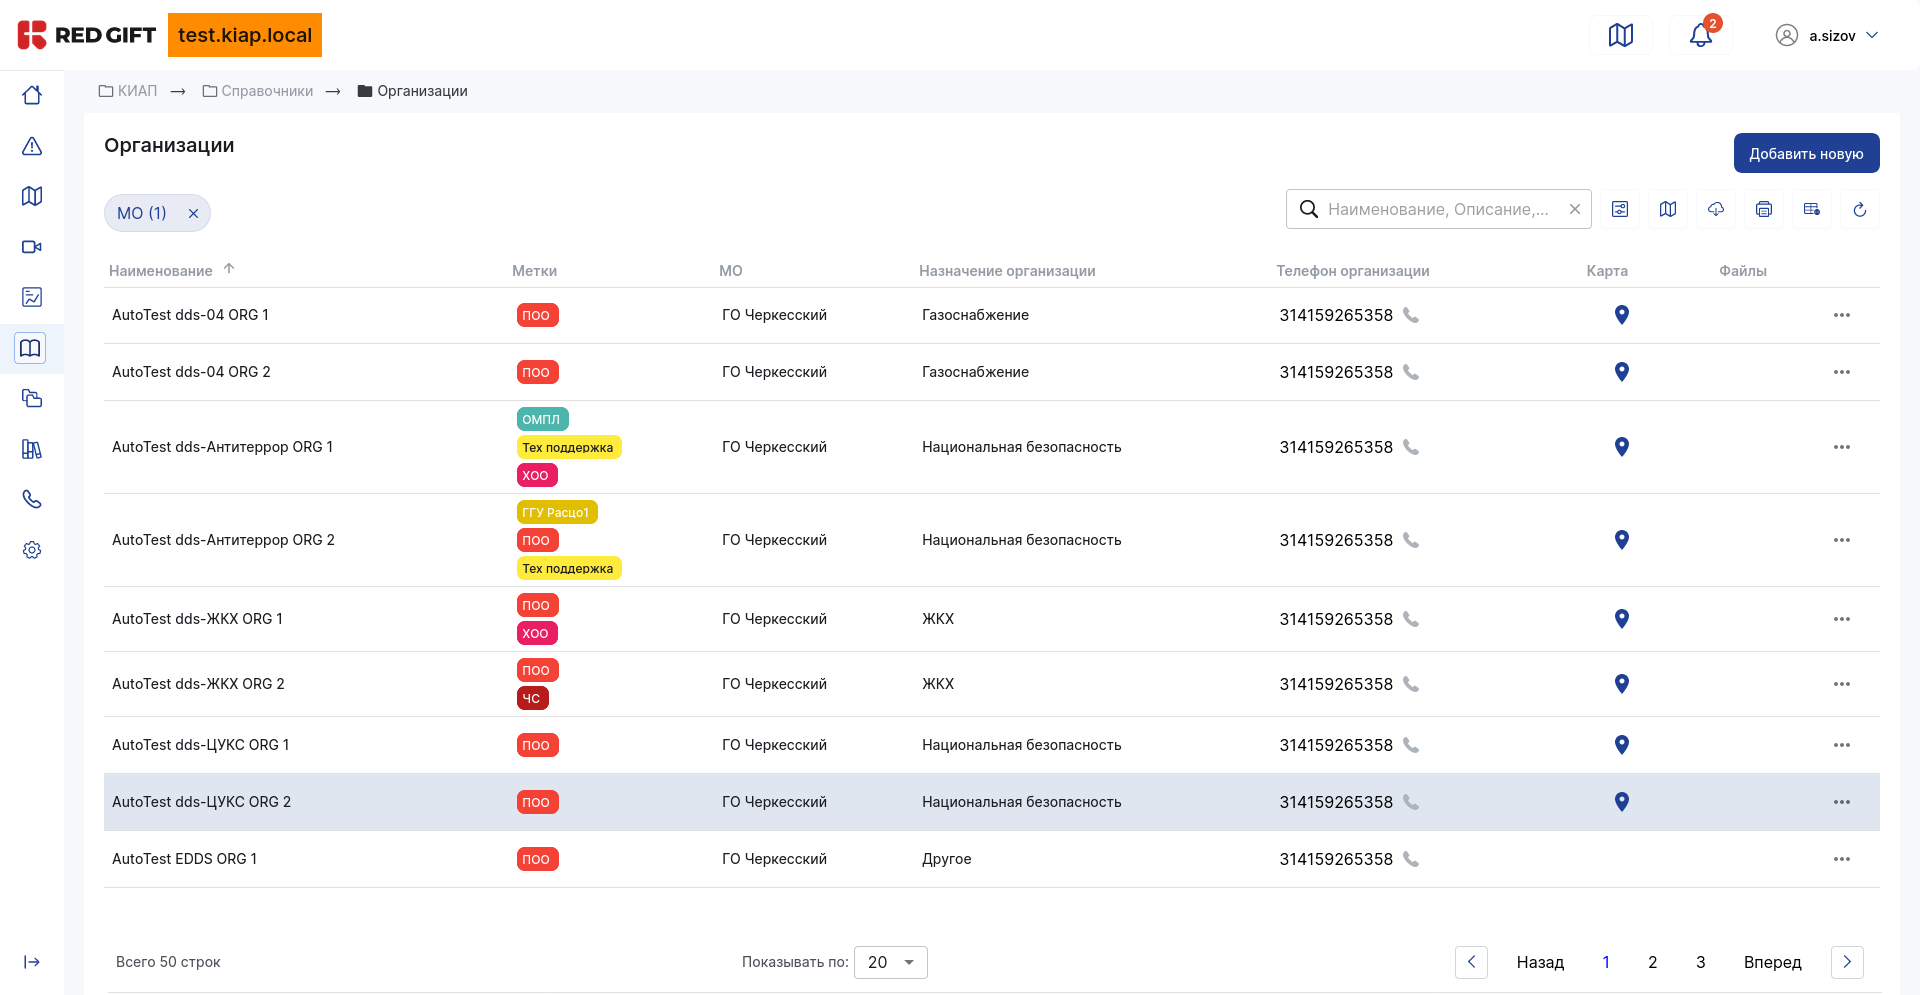 RED GIFT test.kiap.local 2 a.sizov
КИАП → Справочники → Организации
Организации
Добавить новую
МО (1)
Наименование, Описание,...
Наименование Метки МО Назначение организации Телефон организации Карта Файлы
AutoTest dds-04 ORG 1 ПОО ГО Черкесский Газоснабжение 314159265358
AutoTest dds-04 ORG 2 ПОО ГО Черкесский Газоснабжение 314159265358
ОМПЛ
AutoTest dds-Антитеррор ORG 1 Тех поддержка ГО Черкесский Национальная безопасность 314159265358
ХОО
ГГУ Расцо1
AutoTest dds-Антитеррор ORG 2 ПОО ГО Черкесский Национальная безопасность 314159265358
Тех поддержка
ПОО
AutoTest dds-ЖКХ ORG 1 ГО Черкесский ЖКХ 314159265358
ХОО
ПОО
AutoTest dds-ЖКХ ORG 2 ГО Черкесский ЖКХ 314159265358
ЧС
AutoTest dds-ЦУКС ORG 1 ПОО ГО Черкесский Национальная безопасность 314159265358
AutoTest dds-ЦУКС ORG 2 ПОО ГО Черкесский Национальная безопасность 314159265358
AutoTest EDDS ORG 1 ПОО ГО Черкесский Другое 314159265358
Всего 50 строк Показывать по: 20 Назад 1 2 3 Вперед